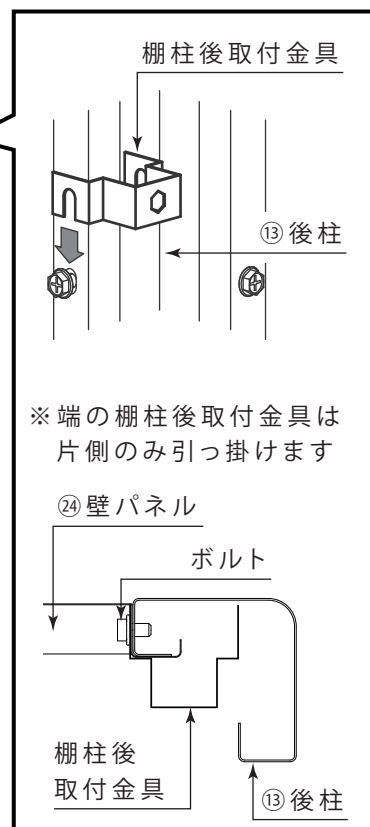 棚柱後取付金具
⑬後柱
※端の棚柱後取付金具は
片側のみ引っ掛けます
㉔壁パネル
ボルト
棚柱後
取付金具
⑬後柱